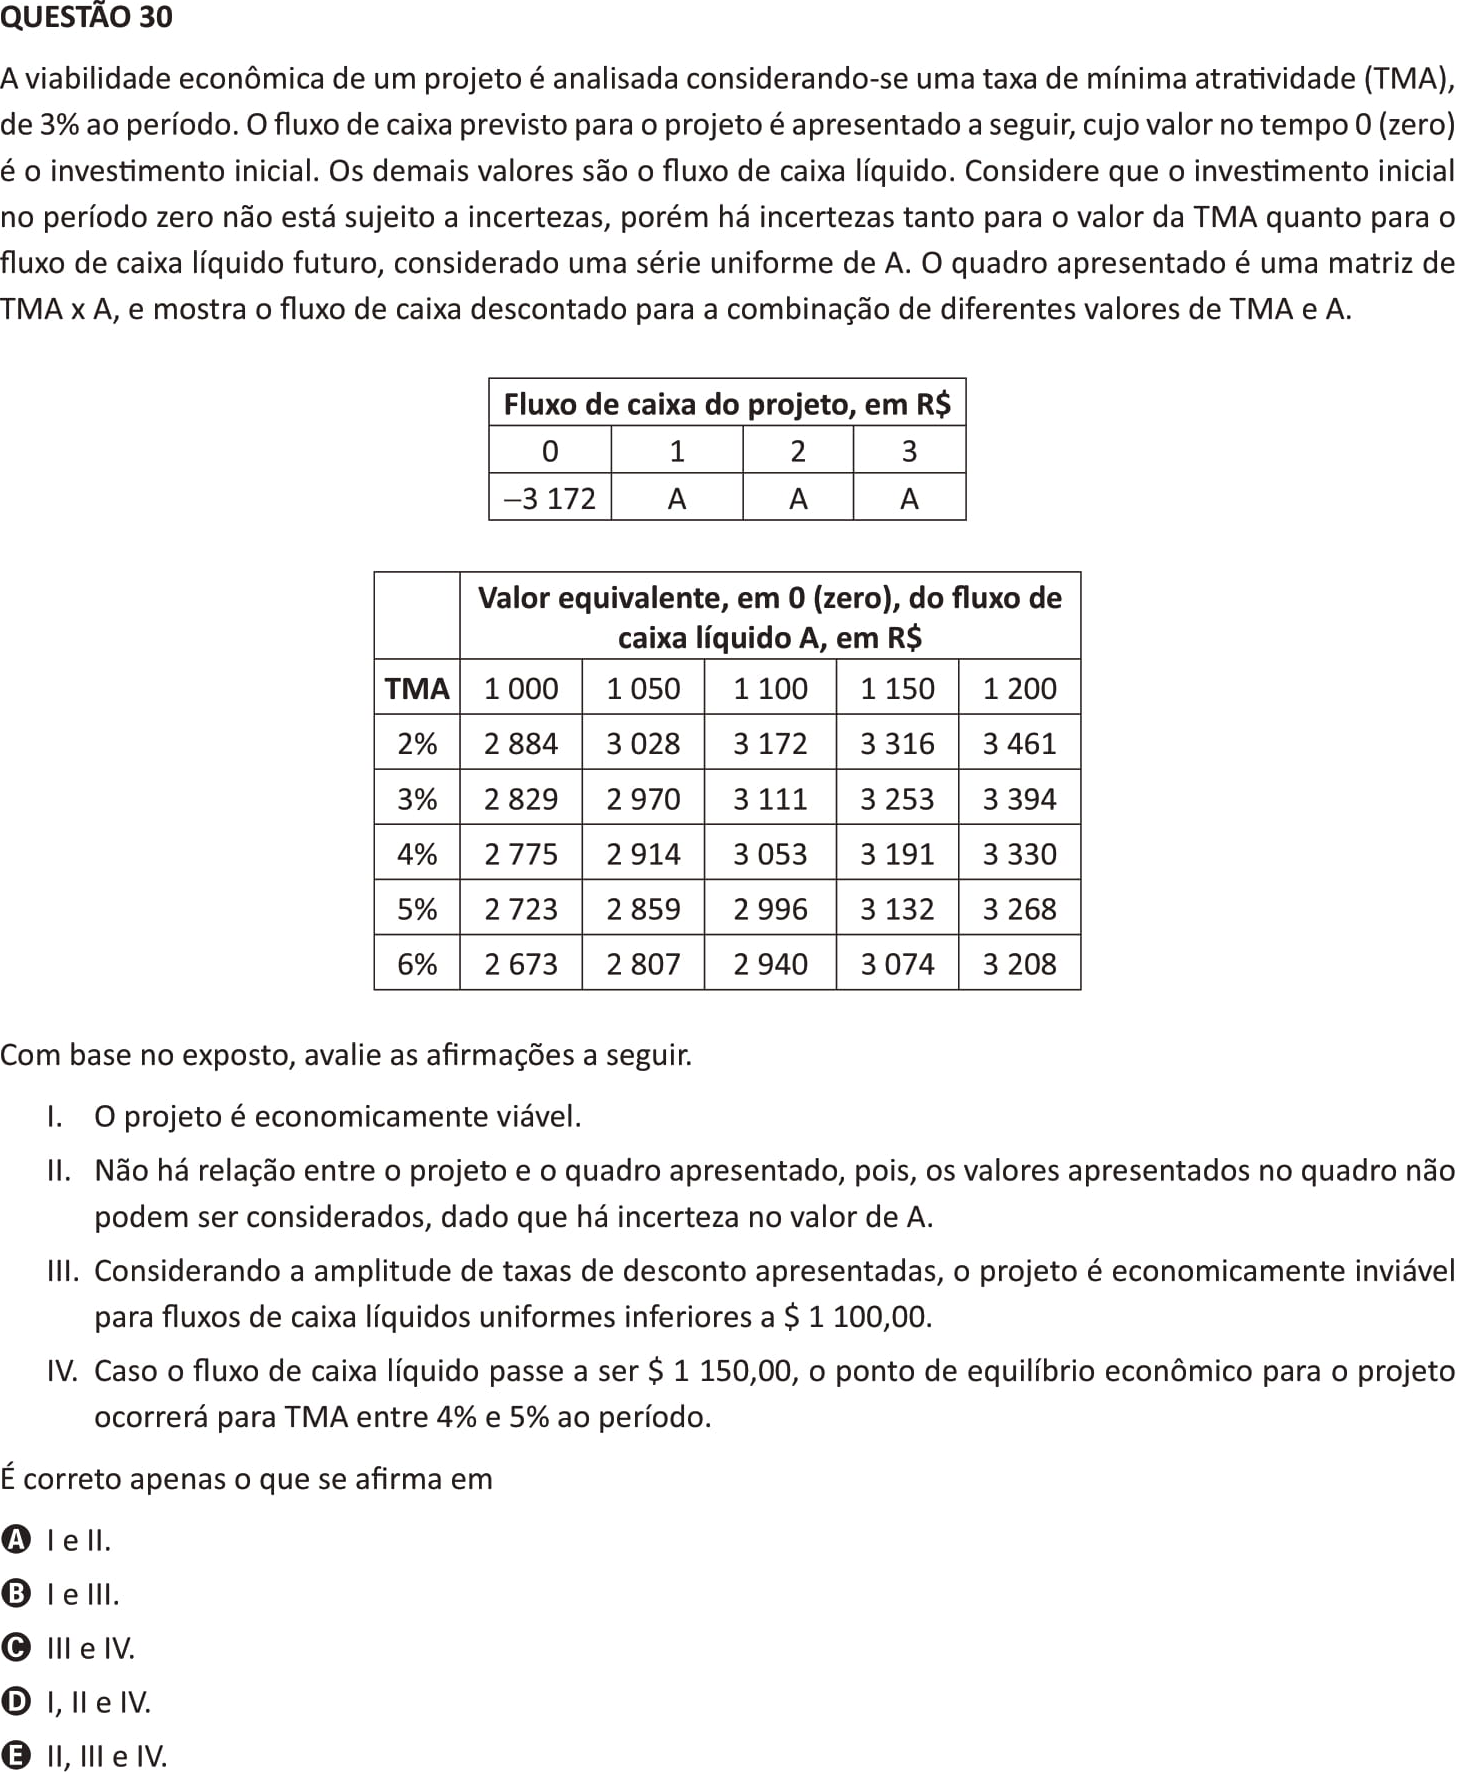 QUESTÃO 30
A viabilidade econômica de um projeto é analisada considerando-se uma taxa de mínima atratividade (TMA),
de 3% ao período. O fluxo de caixa previsto para o projeto é apresentado a seguir, cujo valor no tempo 0 (zero)
é o investimento inicial. Os demais valores são o fluxo de caixa líquido. Considere que o investimento inicial
no período zero não está sujeito a incertezas, porém há incertezas tanto para o valor da TMA quanto para o
fluxo de caixa líquido futuro, considerado uma série uniforme de A. O quadro apresentado é uma matriz de
TMA x A, e mostra o fluxo de caixa descontado para a combinação de diferentes valores de TMA e A.
Fluxo de caixa do projeto, em R$
0 1 2 3
–3 172 A A A
Valor equivalente, em 0 (zero), do fluxo de
caixa líquido A, em R$
TMA 1 000 1 050 1 100 1 150 1 200
2% 2 884 3 028 3 172 3 316 3 461
3% 2 829 2 970 3 111 3 253 3 394
4% 2 775 2 914 3 053 3 191 3 330
5% 2 723 2 859 2 996 3 132 3 268
6% 2 673 2 807 2 940 3 074 3 208
Com base no exposto, avalie as afirmações a seguir.
I. O projeto é economicamente viável.
II. Não há relação entre o projeto e o quadro apresentado, pois, os valores apresentados no quadro não
podem ser considerados, dado que há incerteza no valor de A.
III. Considerando a amplitude de taxas de desconto apresentadas, o projeto é economicamente inviável
para fluxos de caixa líquidos uniformes inferiores a $ 1 100,00.
IV. Caso o fluxo de caixa líquido passe a ser $ 1 150,00, o ponto de equilíbrio econômico para o projeto
ocorrerá para TMA entre 4% e 5% ao período.
É correto apenas o que se afirma em
A I e II.
B I e III.
C III e IV.
D I, II e IV.
E II, III e IV.